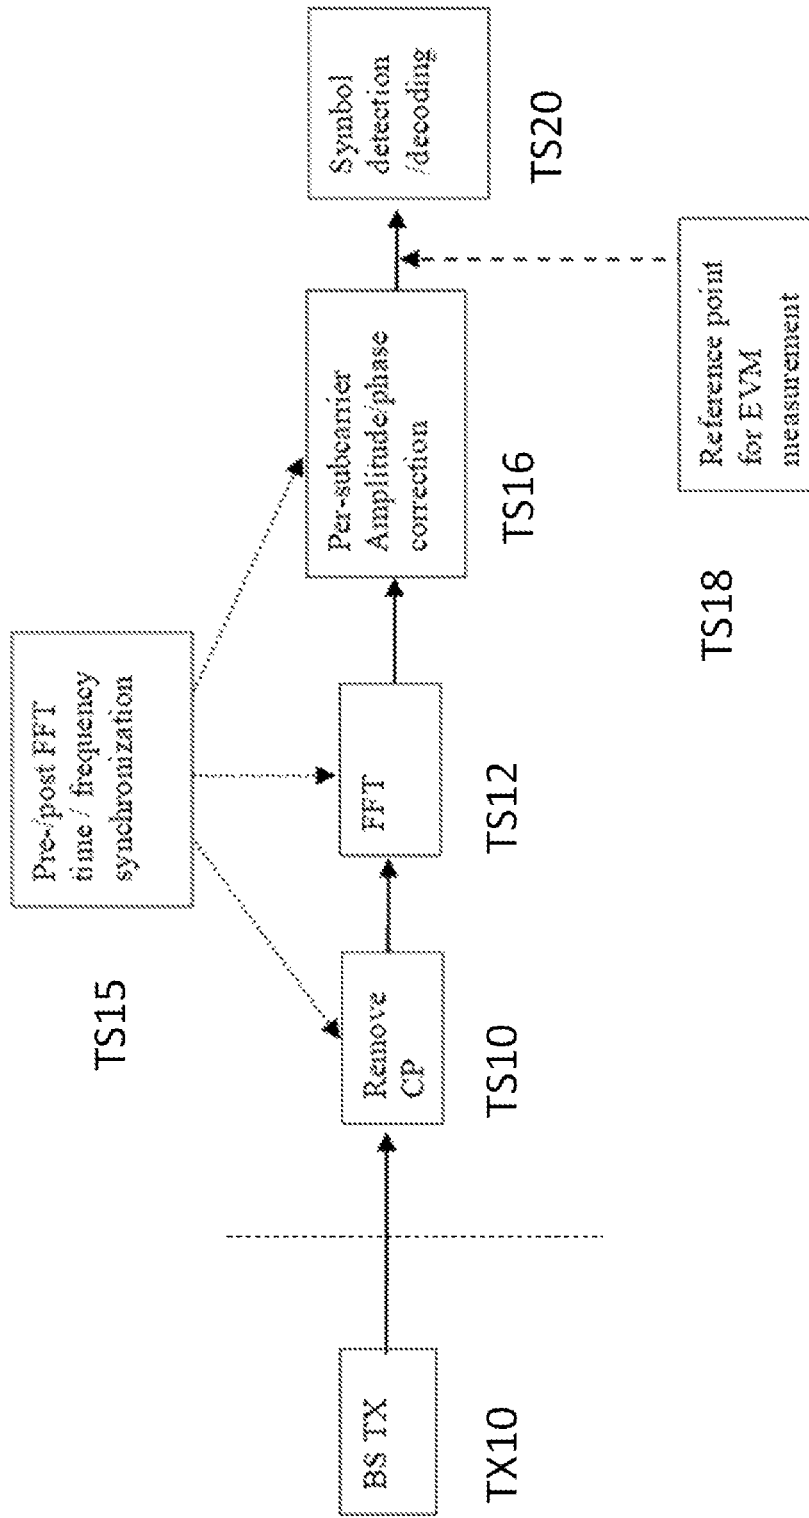 Pre-/post FFT
time / frequency
synchronization
TS15
BS TX
TX10
Remove
CP
TS10
FFT
TS12
Per-subcarrier
Amplitude/phase
correction
TS16
Symbol
detection
/decoding
TS20
Reference point
for EVM
measurement
TS18